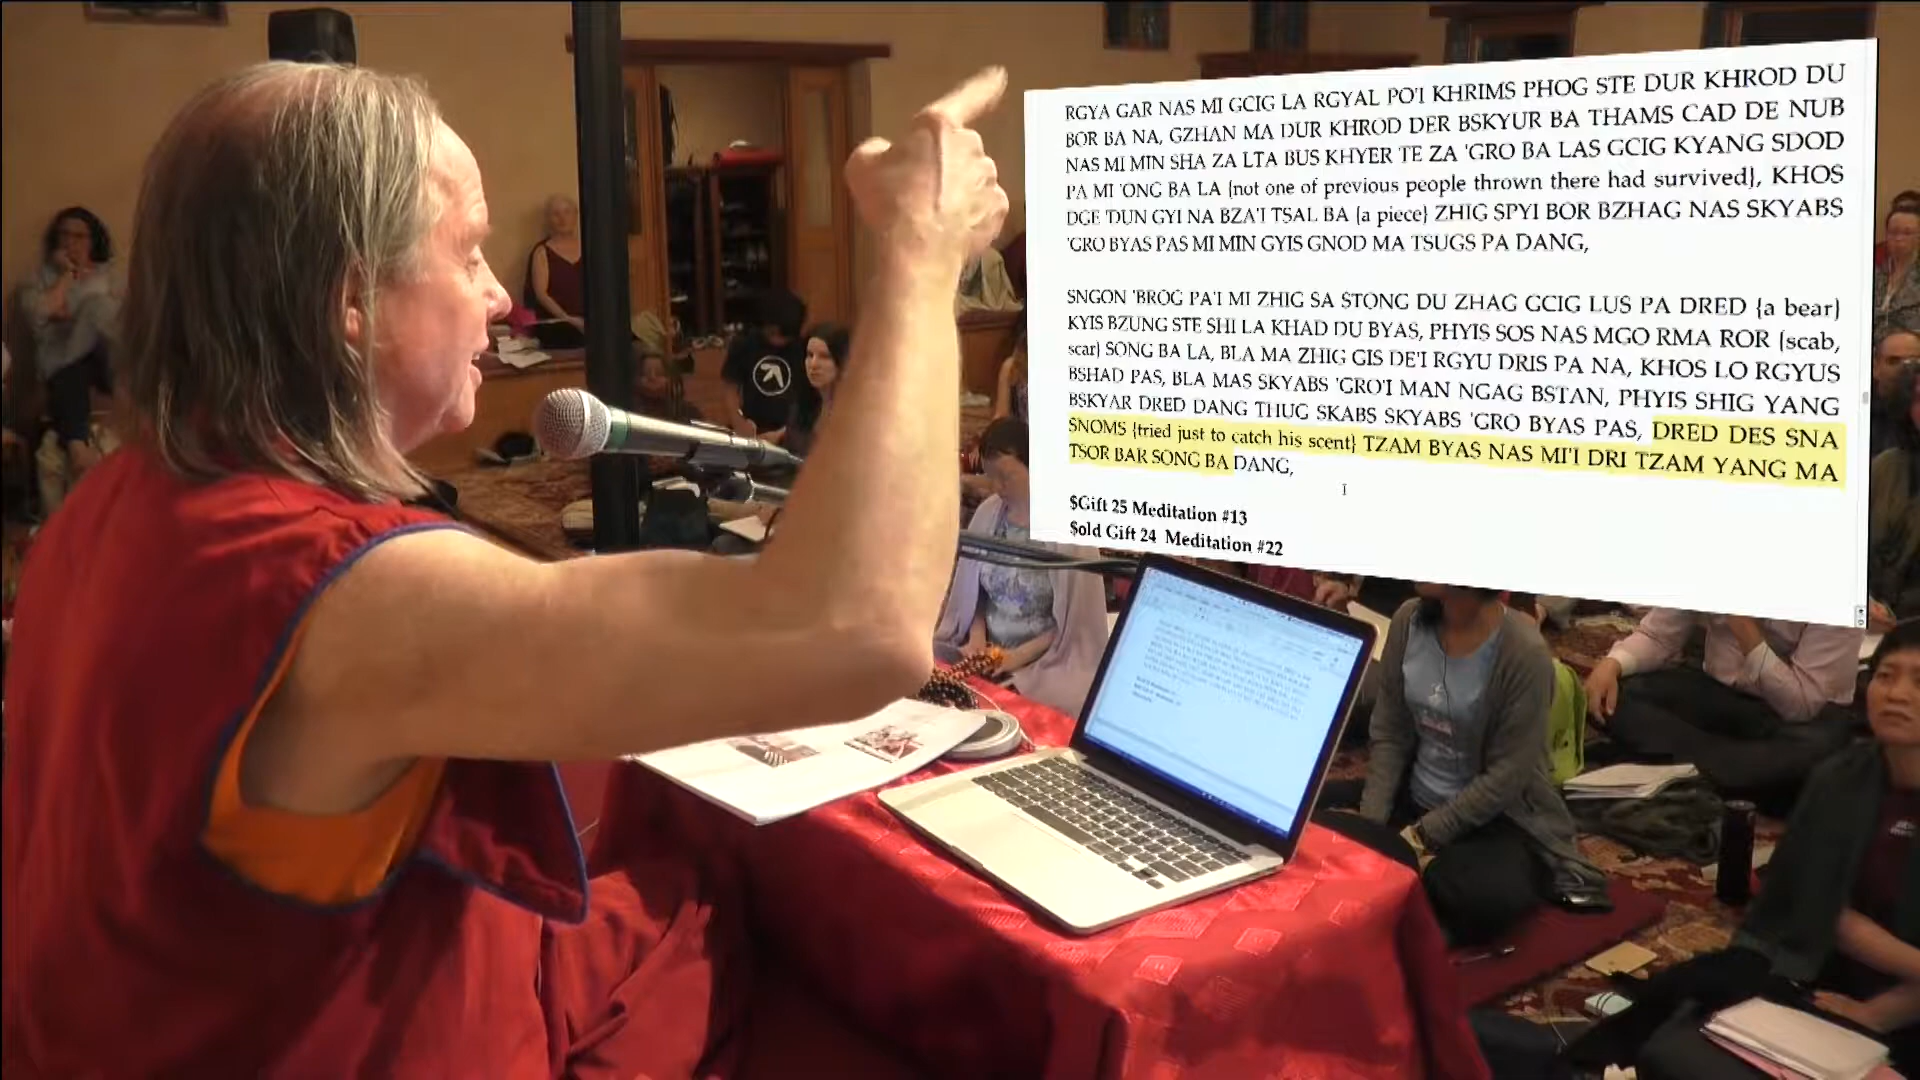 RGYA GAR NAS MI GCIG LA RGYAL PO'I KHRIMS PHOG STE DUR KHROD DU
BOR BA NA, GZHAN MA DUR KHROD DER BSKYUR BA THAMS CAD DE NUB
NAS MI MIN SHA ZA LTA BUS KHYER TE ZA 'GRO BA LAS GCIG KYANG SDOD
PA MI 'ONG BA LA {not one of previous people thrown there had survived}, KHOS
DGE 'DUN GYI NA BZA'I TSAL BA {a piece} ZHIG SPYI BOR BZHAG NAS SKYABS
'GRO BYAS PAS MI MIN GYIS GNOD MA TSUGS PA DANG,
SNGON 'BROG PA'I MI ZHIG SA STONG DU ZHAG GCIG LUS PA DRED {a bear}
KYIS BZUNG STE SHI LA KHAD DU BYAS, PHYIS SOS NAS MGO RMA ROR {scab,
scar} SONG BA LA, BLA MA ZHIG GIS DE'I RGYU DRIS PA NA, KHOS LO RGYUS
BSHAD PAS, BLA MAS SKYABS 'GRO'I MAN NGAG BSTAN, PHYIS SHIG YANG
BSKYAR DRED DANG THUG SKABS SKYABS 'GRO BYAS PAS, DRED DES SNA
SNOMS {tried just to catch his scent} TZAM BYAS NAS MI'I DRI TZAM YANG MA
TSOR BAR SONG BA DANG,
$Gift 25 Meditation #13
$old Gift 24 Meditation #22